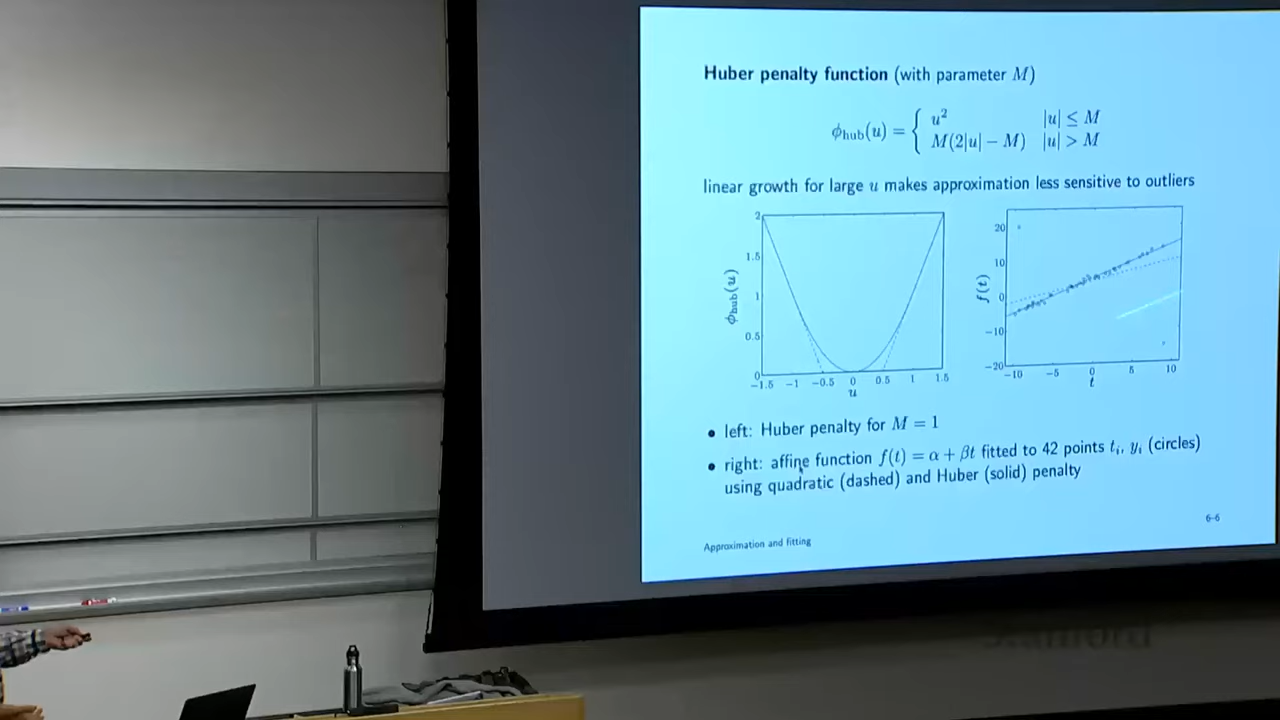 Huber penalty function (with parameter M)
ϕhub(u) = { u² |u| ≤ M
M(2|u| − M) |u| > M
linear growth for large u makes approximation less sensitive to outliers
2
1.5
1
0.5
0
ϕhub(u)
−1.5 −1 −0.5 0 0.5 1 1.5
u
20
10
0
−10
−20
f(t)
−10 −5 0 5 10
t
• left: Huber penalty for M = 1
• right: affine function f(t) = α + βt fitted to 42 points ti, yi (circles)
using quadratic (dashed) and Huber (solid) penalty
Approximation and fitting
6–6
Stanford